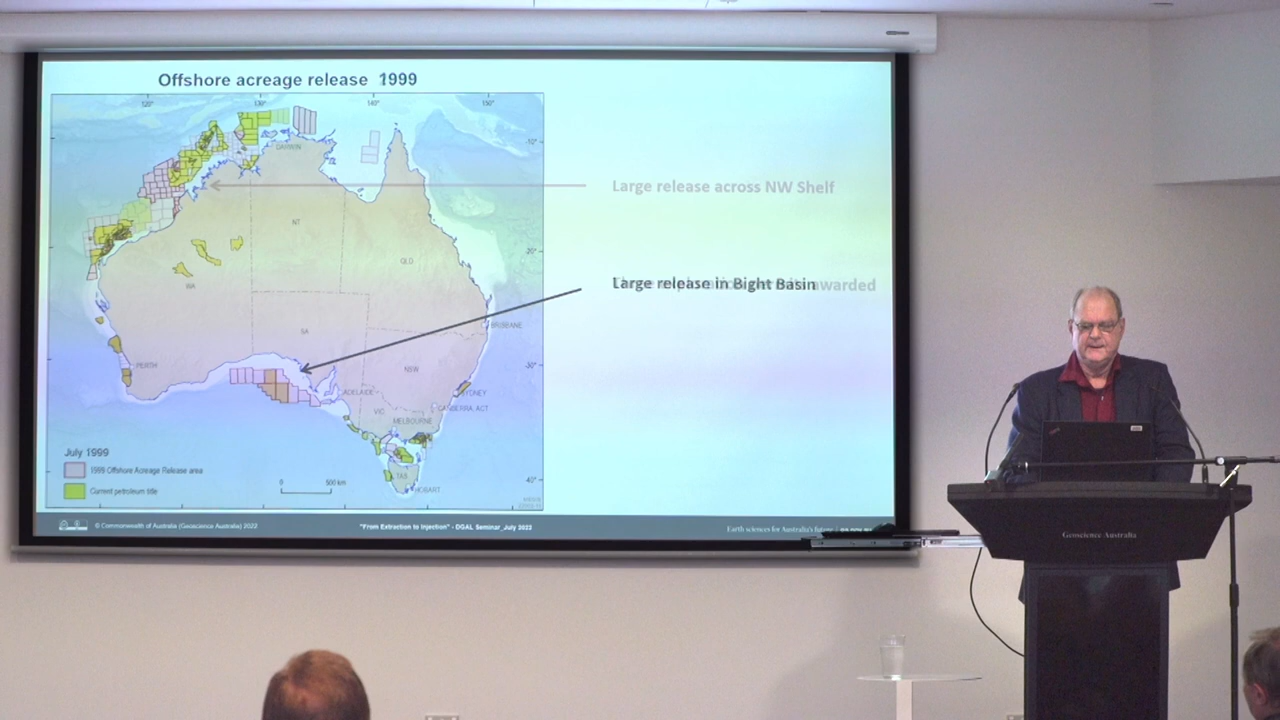 Offshore acreage release 1999
120° 130° 140° 150°
DARWIN
-10°
Large release across NW Shelf
NT
-20°
QLD
WA
Large release in Bight Basin
awarded
SA
BRISBANE
PERTH
-30°
NSW
ADELAIDE
SYDNEY
VIC
CANBERRA, ACT
MELBOURNE
July 1999
1999 Offshore Acreage Release area
TAS
-40°
0 500 km
Current petroleum title
HOBART
© Commonwealth of Australia (Geoscience Australia) 2022
"From Extraction to Injection" - DGAL Seminar_July 2022
Earth sciences for Australia's future
Geoscience Australia